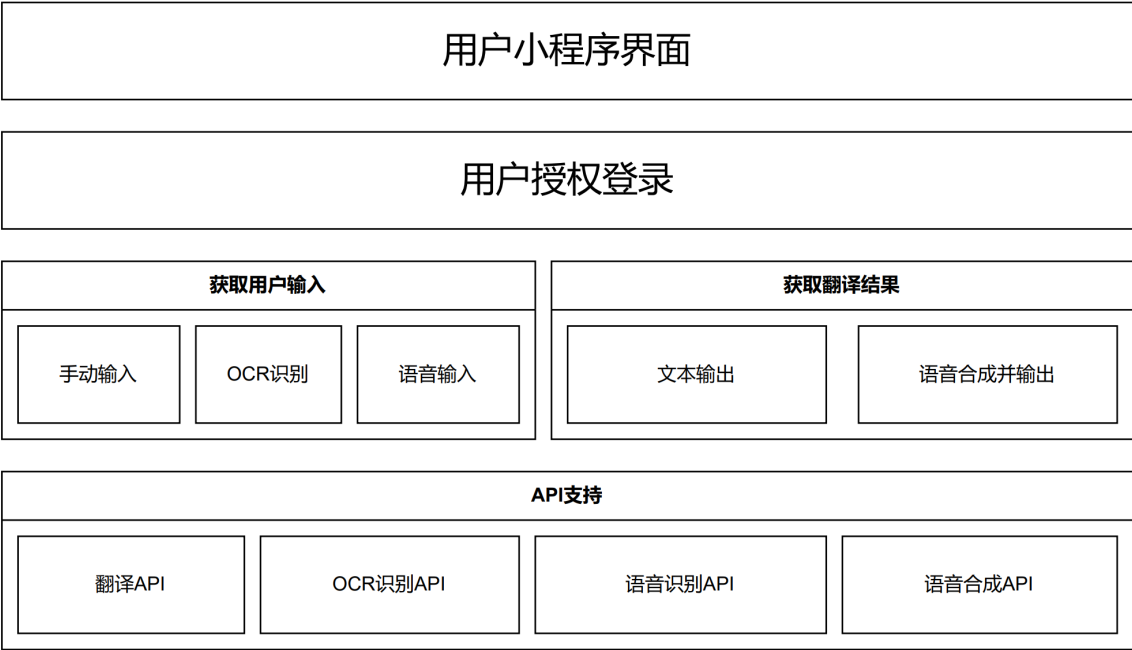 用户小程序界面
用户授权登录
获取用户输入
手动输入
OCR识别
语音输入
获取翻译结果
文本输出
语音合成并输出
API支持
翻译API
OCR识别API
语音识别API
语音合成API